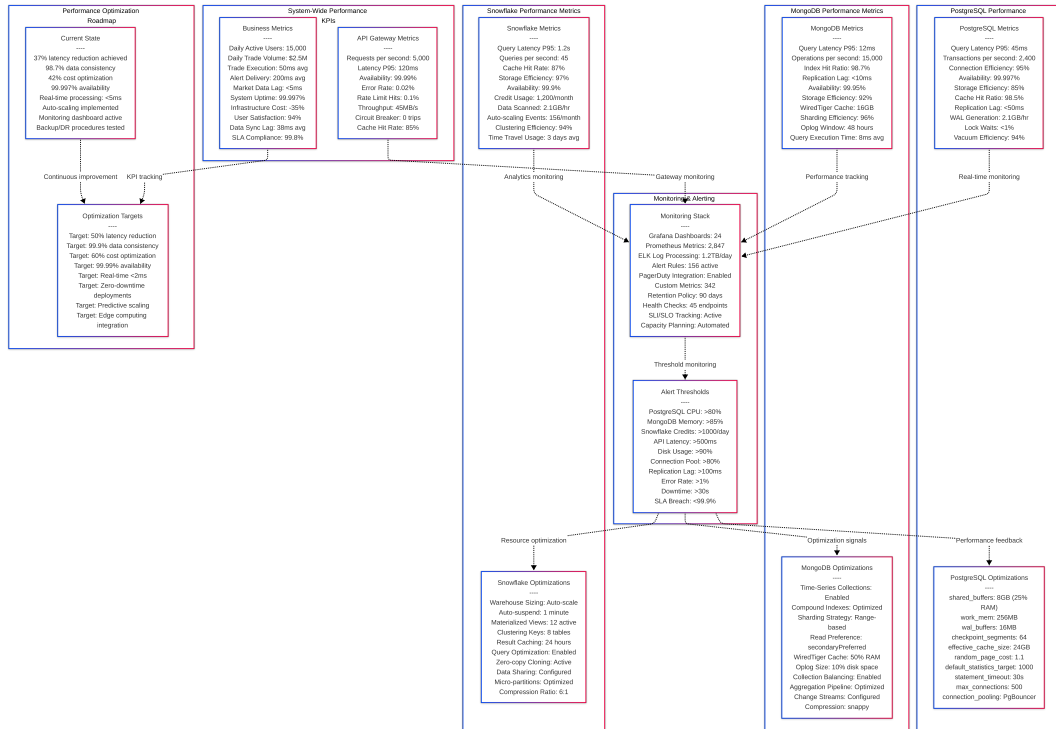 Performance Optimization
Roadmap
Current State
----
37% latency reduction achieved
98.7% data consistency
42% cost optimization
99.997% availability
Real-time processing: <5ms
Auto-scaling implemented
Monitoring dashboard active
Backup/DR procedures tested
Continuous improvement
KPI tracking
Optimization Targets
----
Target: 50% latency reduction
Target: 99.9% data consistency
Target: 60% cost optimization
Target: 99.99% availability
Target: Real-time <2ms
Target: Zero-downtime
deployments
Target: Predictive scaling
Target: Edge computing
integration
System-Wide Performance
KPIs
Business Metrics
----
Daily Active Users: 15,000
Daily Trade Volume: $2.5M
Trade Execution: 50ms avg
Alert Delivery: 200ms avg
Market Data Lag: <5ms
System Uptime: 99.997%
Infrastructure Cost: -35%
User Satisfaction: 94%
Data Sync Lag: 38ms avg
SLA Compliance: 99.8%
API Gateway Metrics
----
Requests per second: 5,000
Latency P95: 120ms
Availability: 99.99%
Error Rate: 0.02%
Rate Limit Hits: 0.1%
Throughput: 45MB/s
Circuit Breaker: 0 trips
Cache Hit Rate: 85%
Snowflake Performance Metrics
Snowflake Metrics
----
Query Latency P95: 1.2s
Queries per second: 45
Cache Hit Rate: 87%
Storage Efficiency: 97%
Availability: 99.9%
Credit Usage: 1,200/month
Data Scanned: 2.1GB/hr
Auto-scaling Events: 156/month
Clustering Efficiency: 94%
Time Travel Usage: 3 days avg
Analytics monitoring
Gateway monitoring
Monitoring & Alerting
Monitoring Stack
----
Grafana Dashboards: 24
Prometheus Metrics: 2,847
ELK Log Processing: 1.2TB/day
Alert Rules: 156 active
PagerDuty Integration: Enabled
Custom Metrics: 342
Retention Policy: 90 days
Health Checks: 45 endpoints
SLI/SLO Tracking: Active
Capacity Planning: Automated
Threshold monitoring
Alert Thresholds
----
PostgreSQL CPU: >80%
MongoDB Memory: >85%
Snowflake Credits: >1000/day
API Latency: >500ms
Disk Usage: >90%
Connection Pool: >80%
Replication Lag: >100ms
Error Rate: >1%
Downtime: >30s
SLA Breach: <99.9%
MongoDB Performance Metrics
MongoDB Metrics
----
Query Latency P95: 12ms
Operations per second: 15,000
Index Hit Ratio: 98.7%
Replication Lag: <10ms
Availability: 99.95%
Storage Efficiency: 92%
WiredTiger Cache: 16GB
Sharding Efficiency: 96%
Oplog Window: 48 hours
Query Execution Time: 8ms avg
Performance tracking
PostgreSQL Performance
PostgreSQL Metrics
----
Query Latency P95: 45ms
Transactions per second: 2,400
Connection Efficiency: 95%
Availability: 99.997%
Storage Efficiency: 85%
Cache Hit Ratio: 98.5%
Replication Lag: <50ms
WAL Generation: 2.1GB/hr
Lock Waits: <1%
Vacuum Efficiency: 94%
Real-time monitoring
Resource optimization
Optimization signals
Performance feedback
Snowflake Optimizations
----
Warehouse Sizing: Auto-scale
Auto-suspend: 1 minute
Materialized Views: 12 active
Clustering Keys: 8 tables
Result Caching: 24 hours
Query Optimization: Enabled
Zero-copy Cloning: Active
Data Sharing: Configured
Micro-partitions: Optimized
Compression Ratio: 6:1
MongoDB Optimizations
----
Time-Series Collections:
Enabled
Compound Indexes: Optimized
Sharding Strategy: Range-
based
Read Preference:
secondaryPreferred
WiredTiger Cache: 50% RAM
Oplog Size: 10% disk space
Collection Balancing: Enabled
Aggregation Pipeline: Optimized
Change Streams: Configured
Compression: snappy
PostgreSQL Optimizations
----
shared_buffers: 8GB (25%
RAM)
work_mem: 256MB
wal_buffers: 16MB
checkpoint_segments: 64
effective_cache_size: 24GB
random_page_cost: 1.1
default_statistics_target: 1000
statement_timeout: 30s
max_connections: 500
connection_pooling: PgBouncer